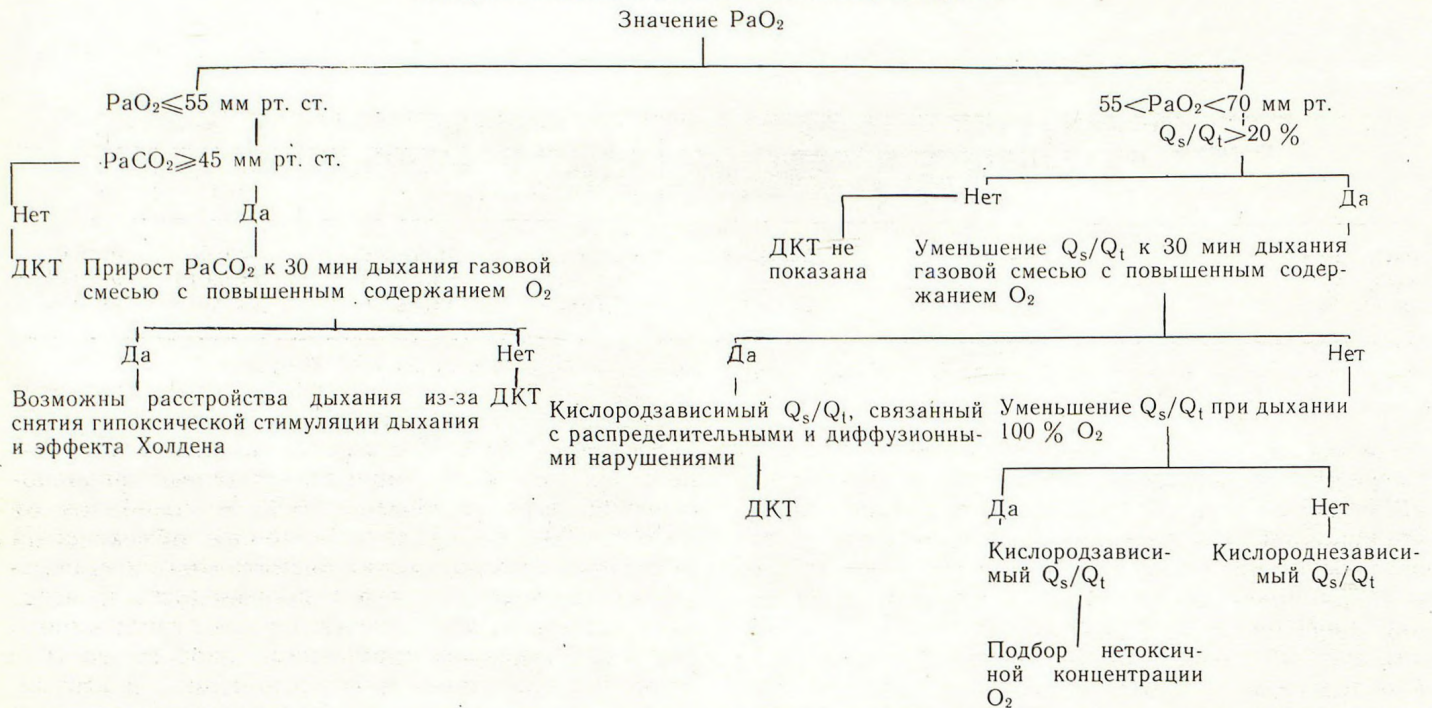 Значение PaO₂
PaO₂⩽55 мм рт. ст.
PaCO₂⩾45 мм рт. ст.
Нет
Да
ДКТ
Прирост PaCO₂ к 30 мин дыхания газовой
смесью с повышенным содержанием O₂
Да
Нет
Возможны расстройства дыхания из-за
снятия гипоксической стимуляции дыхания
и эффекта Холдена
ДКТ
55<PaO₂<70 мм рт.
Qₛ/Qₜ>20 %
Нет
Да
ДКТ не
показана
Уменьшение Qₛ/Qₜ к 30 мин дыхания
газовой смесью с повышенным содер-
жанием O₂
Да
Нет
Кислородзависимый Qₛ/Qₜ, связанный
с распределительными и диффузионны-
ми нарушениями
ДКТ
Уменьшение Qₛ/Qₜ при дыхании
100 % O₂
Да
Нет
Кислородзависи-
мый Qₛ/Qₜ
Кислороднезависи-
мый Qₛ/Qₜ
Подбор нетоксич-
ной концентрации
O₂